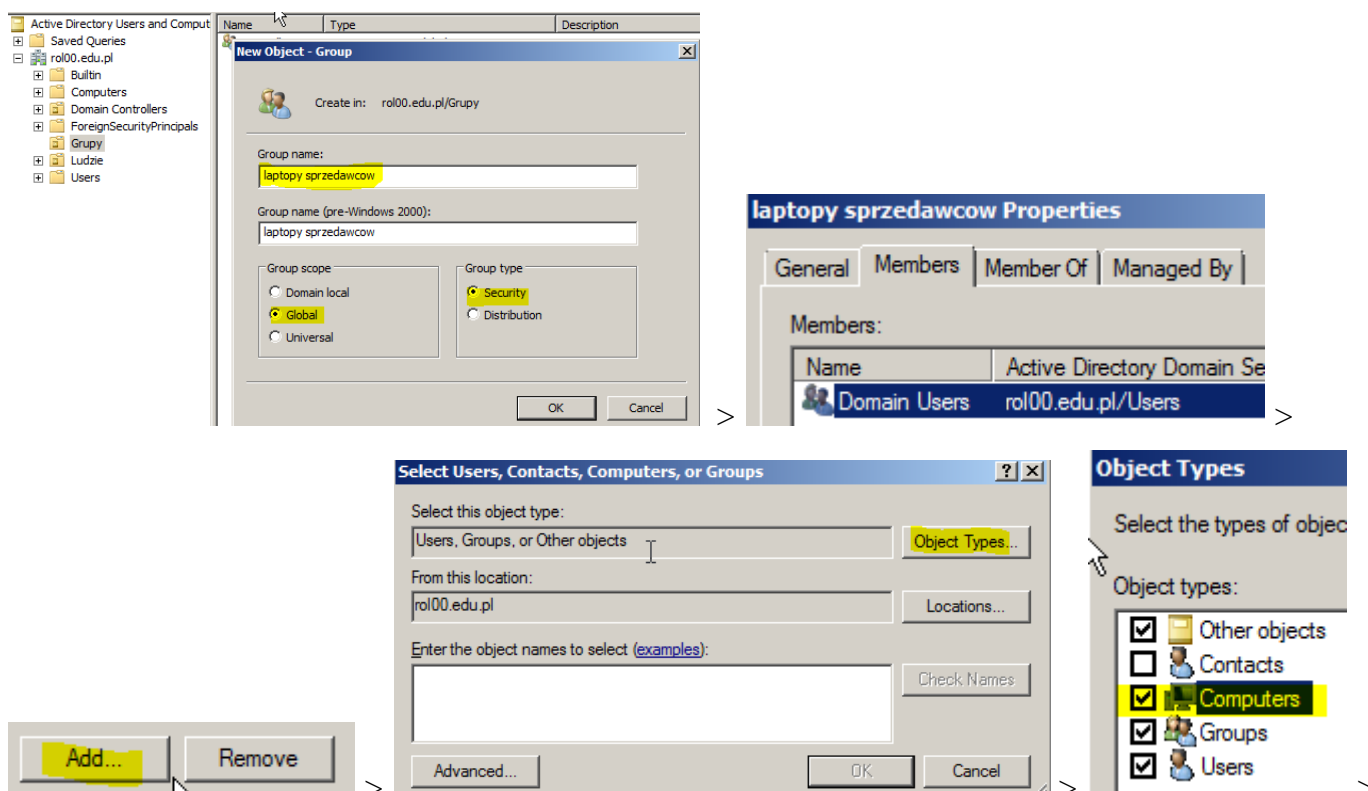 Active Directory Users and Comput
Saved Queries
rol00.edu.pl
Builtin
Computers
Domain Controllers
ForeignSecurityPrincipals
Grupy
Ludzie
Users
Name Type Description
New Object - Group
Create in: rol00.edu.pl/Grupy
Group name:
laptopy sprzedawcow
Group name (pre-Windows 2000):
laptopy sprzedawcow
Group scope
Domain local
Global
Universal
Group type
Security
Distribution
OK Cancel
>
laptopy sprzedawcow Properties
General Members Member Of Managed By
Members:
Name Active Directory Domain Se
Domain Users rol00.edu.pl/Users
>
Add... Remove
>
Select Users, Contacts, Computers, or Groups
Select this object type:
Users, Groups, or Other objects Object Types...
From this location:
rol00.edu.pl Locations...
Enter the object names to select (examples):
Check Names
Advanced... OK Cancel
>
Object Types
Select the types of objec
Object types:
Other objects
Contacts
Computers
Groups
Users
>